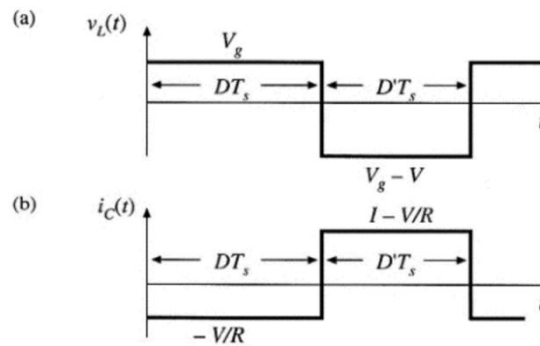 (a)
v_L(t)
V_g
DT_s
D'T_s
t
V_g – V
(b)
i_C(t)
I – V/R
DT_s
D'T_s
t
– V/R